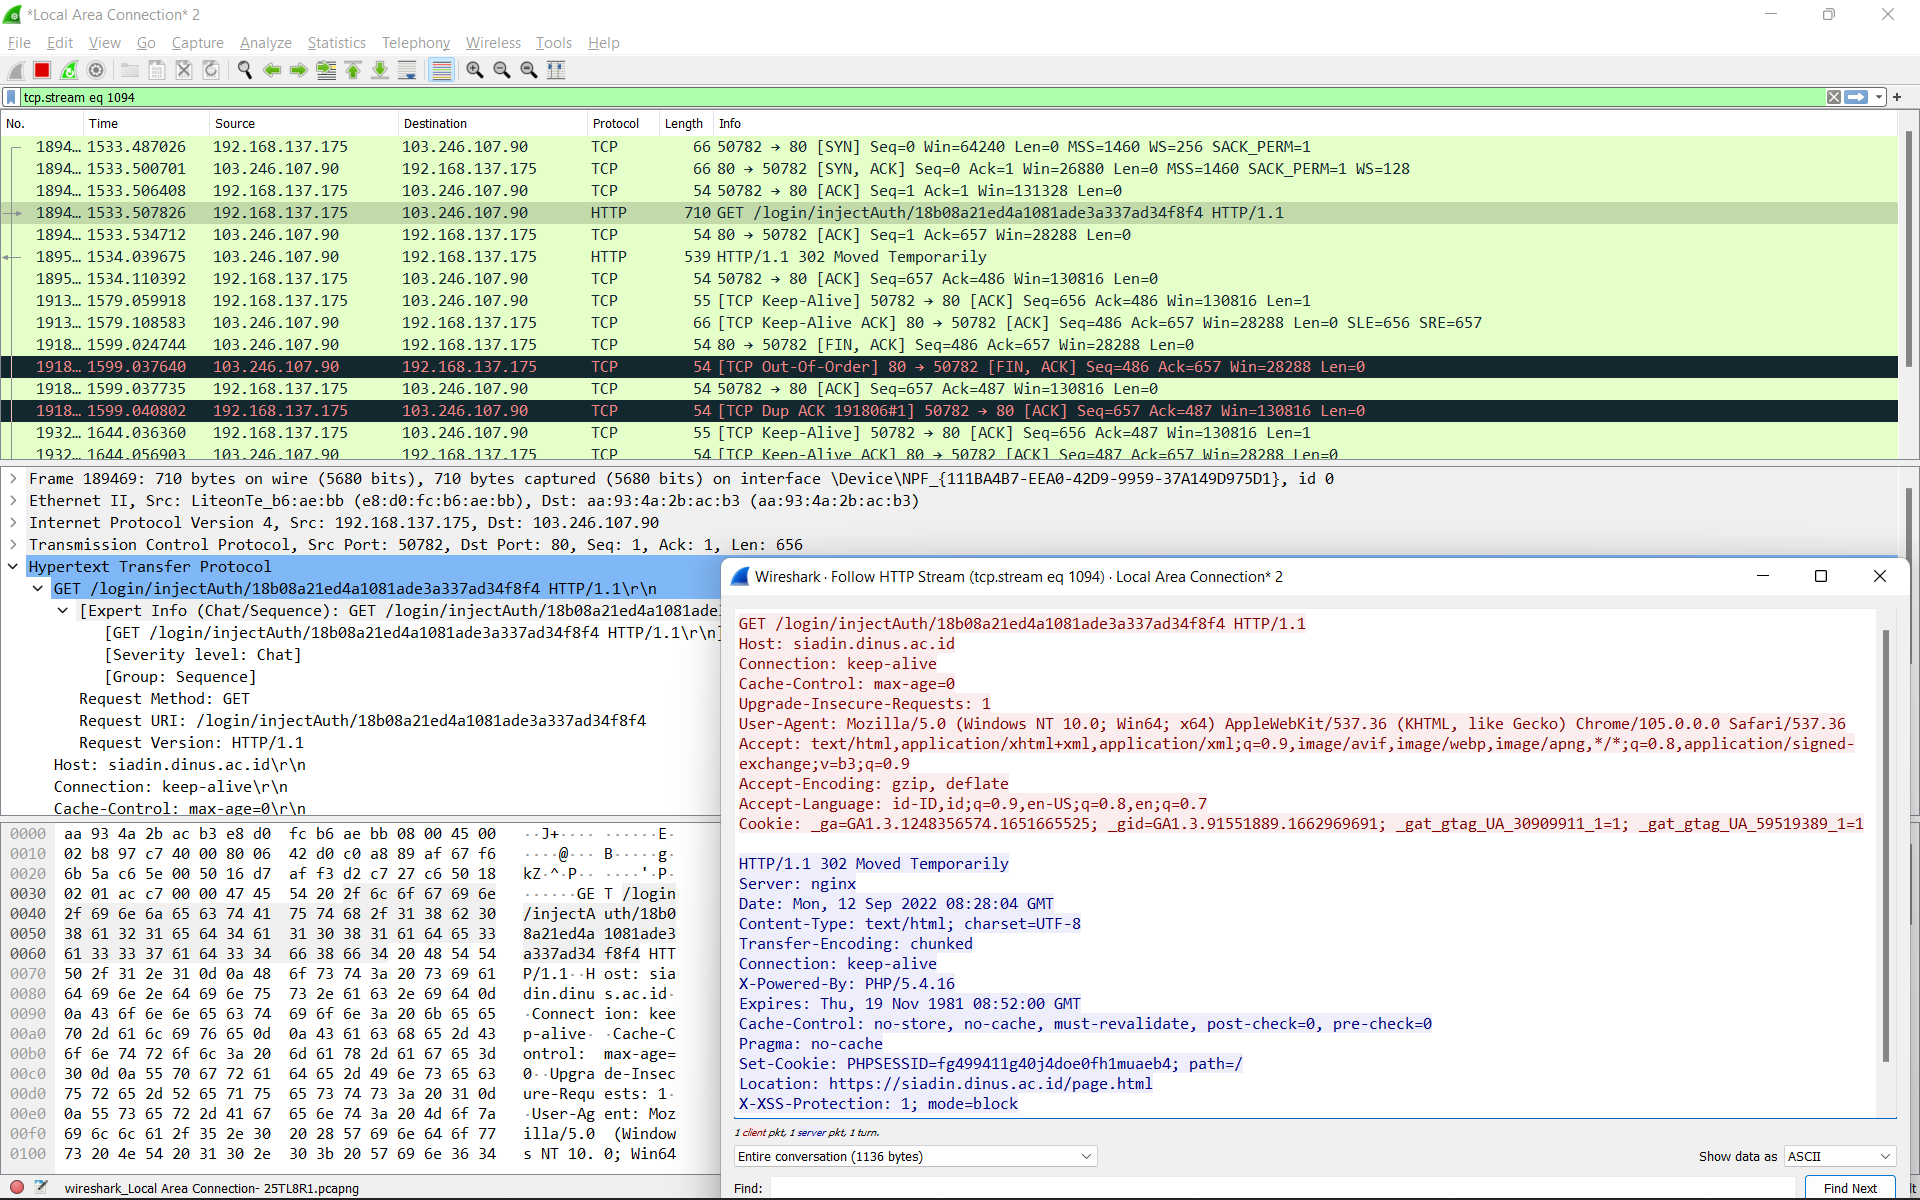 *Local Area Connection* 2
File Edit View Go Capture Analyze Statistics Telephony Wireless Tools Help
tcp.stream eq 1094
No. Time Source Destination Protocol Length Info
1894… 1533.487026 192.168.137.175 103.246.107.90 TCP 66 50782 → 80 [SYN] Seq=0 Win=64240 Len=0 MSS=1460 WS=256 SACK_PERM=1
1894… 1533.500701 103.246.107.90 192.168.137.175 TCP 66 80 → 50782 [SYN, ACK] Seq=0 Ack=1 Win=26880 Len=0 MSS=1460 SACK_PERM=1 WS=128
1894… 1533.506408 192.168.137.175 103.246.107.90 TCP 54 50782 → 80 [ACK] Seq=1 Ack=1 Win=131328 Len=0
1894… 1533.507826 192.168.137.175 103.246.107.90 HTTP 710 GET /login/injectAuth/18b08a21ed4a1081ade3a337ad34f8f4 HTTP/1.1
1894… 1533.534712 103.246.107.90 192.168.137.175 TCP 54 80 → 50782 [ACK] Seq=1 Ack=657 Win=28288 Len=0
1895… 1534.039675 103.246.107.90 192.168.137.175 HTTP 539 HTTP/1.1 302 Moved Temporarily
1895… 1534.110392 192.168.137.175 103.246.107.90 TCP 54 50782 → 80 [ACK] Seq=657 Ack=486 Win=130816 Len=0
1913… 1579.059918 192.168.137.175 103.246.107.90 TCP 55 [TCP Keep-Alive] 50782 → 80 [ACK] Seq=656 Ack=486 Win=130816 Len=1
1913… 1579.108583 103.246.107.90 192.168.137.175 TCP 66 [TCP Keep-Alive ACK] 80 → 50782 [ACK] Seq=486 Ack=657 Win=28288 Len=0 SLE=656 SRE=657
1918… 1599.024744 103.246.107.90 192.168.137.175 TCP 54 80 → 50782 [FIN, ACK] Seq=486 Ack=657 Win=28288 Len=0
1918… 1599.037640 103.246.107.90 192.168.137.175 TCP 54 [TCP Out-Of-Order] 80 → 50782 [FIN, ACK] Seq=486 Ack=657 Win=28288 Len=0
1918… 1599.037735 192.168.137.175 103.246.107.90 TCP 54 50782 → 80 [ACK] Seq=657 Ack=487 Win=130816 Len=0
1918… 1599.040802 192.168.137.175 103.246.107.90 TCP 54 [TCP Dup ACK 191806#1] 50782 → 80 [ACK] Seq=657 Ack=487 Win=130816 Len=0
1932… 1644.036360 192.168.137.175 103.246.107.90 TCP 55 [TCP Keep-Alive] 50782 → 80 [ACK] Seq=656 Ack=487 Win=130816 Len=1
1932… 1644.056903 103.246.107.90 192.168.137.175 TCP 54 [TCP Keep-Alive ACK] 80 → 50782 [ACK] Seq=487 Ack=657 Win=28288 Len=0
Frame 189469: 710 bytes on wire (5680 bits), 710 bytes captured (5680 bits) on interface \Device\NPF_{111BA4B7-EEA0-42D9-9959-37A149D975D1}, id 0
Ethernet II, Src: LiteonTe_b6:ae:bb (e8:d0:fc:b6:ae:bb), Dst: aa:93:4a:2b:ac:b3 (aa:93:4a:2b:ac:b3)
Internet Protocol Version 4, Src: 192.168.137.175, Dst: 103.246.107.90
Transmission Control Protocol, Src Port: 50782, Dst Port: 80, Seq: 1, Ack: 1, Len: 656
Hypertext Transfer Protocol
GET /login/injectAuth/18b08a21ed4a1081ade3a337ad34f8f4 HTTP/1.1\r\n
[Expert Info (Chat/Sequence): GET /login/injectAuth/18b08a21ed4a1081ade
[GET /login/injectAuth/18b08a21ed4a1081ade3a337ad34f8f4 HTTP/1.1\r\n]
[Severity level: Chat]
[Group: Sequence]
Request Method: GET
Request URI: /login/injectAuth/18b08a21ed4a1081ade3a337ad34f8f4
Request Version: HTTP/1.1
Host: siadin.dinus.ac.id\r\n
Connection: keep-alive\r\n
Cache-Control: max-age=0\r\n
0000 aa 93 4a 2b ac b3 e8 d0 fc b6 ae bb 08 00 45 00 ··J+···· ······E·
0010 02 b8 97 c7 40 00 80 06 42 d0 c0 a8 89 af 67 f6 ····@··· B·····g·
0020 6b 5a c6 5e 00 50 16 d7 af f3 d2 c7 27 c6 50 18 kZ·^·P·· ····'·P·
0030 02 01 ac c7 00 00 47 45 54 20 2f 6c 6f 67 69 6e ······GE T /login
0040 2f 69 6e 6a 65 63 74 41 75 74 68 2f 31 38 62 30 /injectA uth/18b0
0050 38 61 32 31 65 64 34 61 31 30 38 31 61 64 65 33 8a21ed4a 1081ade3
0060 61 33 33 37 61 64 33 34 66 38 66 34 20 48 54 54 a337ad34 f8f4 HTT
0070 50 2f 31 2e 31 0d 0a 48 6f 73 74 3a 20 73 69 61 P/1.1··H ost: sia
0080 64 69 6e 2e 64 69 6e 75 73 2e 61 63 2e 69 64 0d din.dinu s.ac.id·
0090 0a 43 6f 6e 6e 65 63 74 69 6f 6e 3a 20 6b 65 65 ·Connect ion: kee
00a0 70 2d 61 6c 69 76 65 0d 0a 43 61 63 68 65 2d 43 p-alive· ·Cache-C
00b0 6f 6e 74 72 6f 6c 3a 20 6d 61 78 2d 61 67 65 3d ontrol:  max-age=
00c0 30 0d 0a 55 70 67 72 61 64 65 2d 49 6e 73 65 63 0··Upgra de-Insec
00d0 75 72 65 2d 52 65 71 75 65 73 74 73 3a 20 31 0d ure-Requ ests: 1·
00e0 0a 55 73 65 72 2d 41 67 65 6e 74 3a 20 4d 6f 7a ·User-Ag ent: Moz
00f0 69 6c 6c 61 2f 35 2e 30 20 28 57 69 6e 64 6f 77 illa/5.0  (Window
0100 73 20 4e 54 20 31 30 2e 30 3b 20 57 69 6e 36 34 s NT 10. 0; Win64
Wireshark · Follow HTTP Stream (tcp.stream eq 1094) · Local Area Connection* 2
GET /login/injectAuth/18b08a21ed4a1081ade3a337ad34f8f4 HTTP/1.1
Host: siadin.dinus.ac.id
Connection: keep-alive
Cache-Control: max-age=0
Upgrade-Insecure-Requests: 1
User-Agent: Mozilla/5.0 (Windows NT 10.0; Win64; x64) AppleWebKit/537.36 (KHTML, like Gecko) Chrome/105.0.0.0 Safari/537.36
Accept: text/html,application/xhtml+xml,application/xml;q=0.9,image/avif,image/webp,image/apng,*/*;q=0.8,application/signed-
exchange;v=b3;q=0.9
Accept-Encoding: gzip, deflate
Accept-Language: id-ID,id;q=0.9,en-US;q=0.8,en;q=0.7
Cookie: _ga=GA1.3.1248356574.1651665525; _gid=GA1.3.91551889.1662969691; _gat_gtag_UA_30909911_1=1; _gat_gtag_UA_59519389_1=1
HTTP/1.1 302 Moved Temporarily
Server: nginx
Date: Mon, 12 Sep 2022 08:28:04 GMT
Content-Type: text/html; charset=UTF-8
Transfer-Encoding: chunked
Connection: keep-alive
X-Powered-By: PHP/5.4.16
Expires: Thu, 19 Nov 1981 08:52:00 GMT
Cache-Control: no-store, no-cache, must-revalidate, post-check=0, pre-check=0
Pragma: no-cache
Set-Cookie: PHPSESSID=fg499411g40j4doe0fh1muaeb4; path=/
Location: https://siadin.dinus.ac.id/page.html
X-XSS-Protection: 1; mode=block
1 client pkt, 1 server pkt, 1 turn.
Entire conversation (1136 bytes) Show data as ASCII
Find: Find Next
wireshark_Local Area Connection- 25TL8R1.pcapng